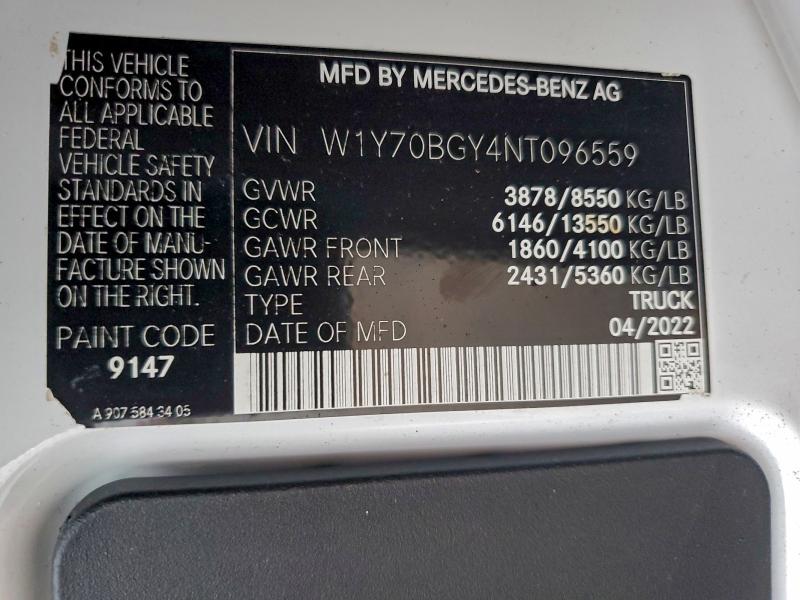 THIS VEHICLE
CONFORMS TO
ALL APPLICABLE
FEDERAL
VEHICLE SAFETY
STANDARDS IN
EFFECT ON THE
DATE OF MANU-
FACTURE SHOWN
ON THE RIGHT.
PAINT CODE
9147
A 907 584 34 05
MFD BY MERCEDES-BENZ AG
VIN W1Y70BGY4NT096559
GVWR 3878/8550 KG/LB
GCWR 6146/13550 KG/LB
GAWR FRONT 1860/4100 KG/LB
GAWR REAR 2431/5360 KG/LB
TYPE TRUCK
DATE OF MFD 04/2022